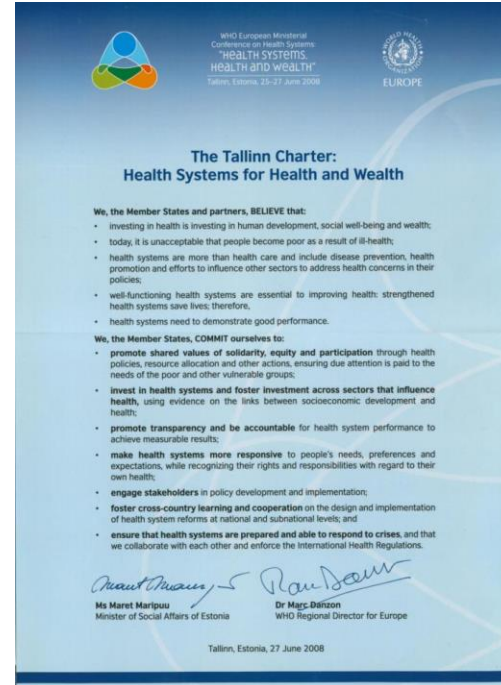 WHO European Ministerial
Conference on Health Systems:
"HEALTH SYSTEMS,
HEALTH AND WEALTH"
Tallinn, Estonia, 25–27 June 2008
WORLD HEALTH ORGANIZATION
EUROPE
The Tallinn Charter:
Health Systems for Health and Wealth
We, the Member States and partners, BELIEVE that:
• investing in health is investing in human development, social well-being and wealth;
• today, it is unacceptable that people become poor as a result of ill-health;
• health systems are more than health care and include disease prevention, health
promotion and efforts to influence other sectors to address health concerns in their
policies;
• well-functioning health systems are essential to improving health: strengthened
health systems save lives; therefore,
• health systems need to demonstrate good performance.
We, the Member States, COMMIT ourselves to:
• promote shared values of solidarity, equity and participation through health
policies, resource allocation and other actions, ensuring due attention is paid to the
needs of the poor and other vulnerable groups;
• invest in health systems and foster investment across sectors that influence
health, using evidence on the links between socioeconomic development and
health;
• promote transparency and be accountable for health system performance to
achieve measurable results;
• make health systems more responsive to people's needs, preferences and
expectations, while recognizing their rights and responsibilities with regard to their
own health;
• engage stakeholders in policy development and implementation;
• foster cross-country learning and cooperation on the design and implementation
of health system reforms at national and subnational levels; and
• ensure that health systems are prepared and able to respond to crises, and that
we collaborate with each other and enforce the International Health Regulations.
Ms Maret Maripuu
Minister of Social Affairs of Estonia
Dr Marc Danzon
WHO Regional Director for Europe
Tallinn, Estonia, 27 June 2008